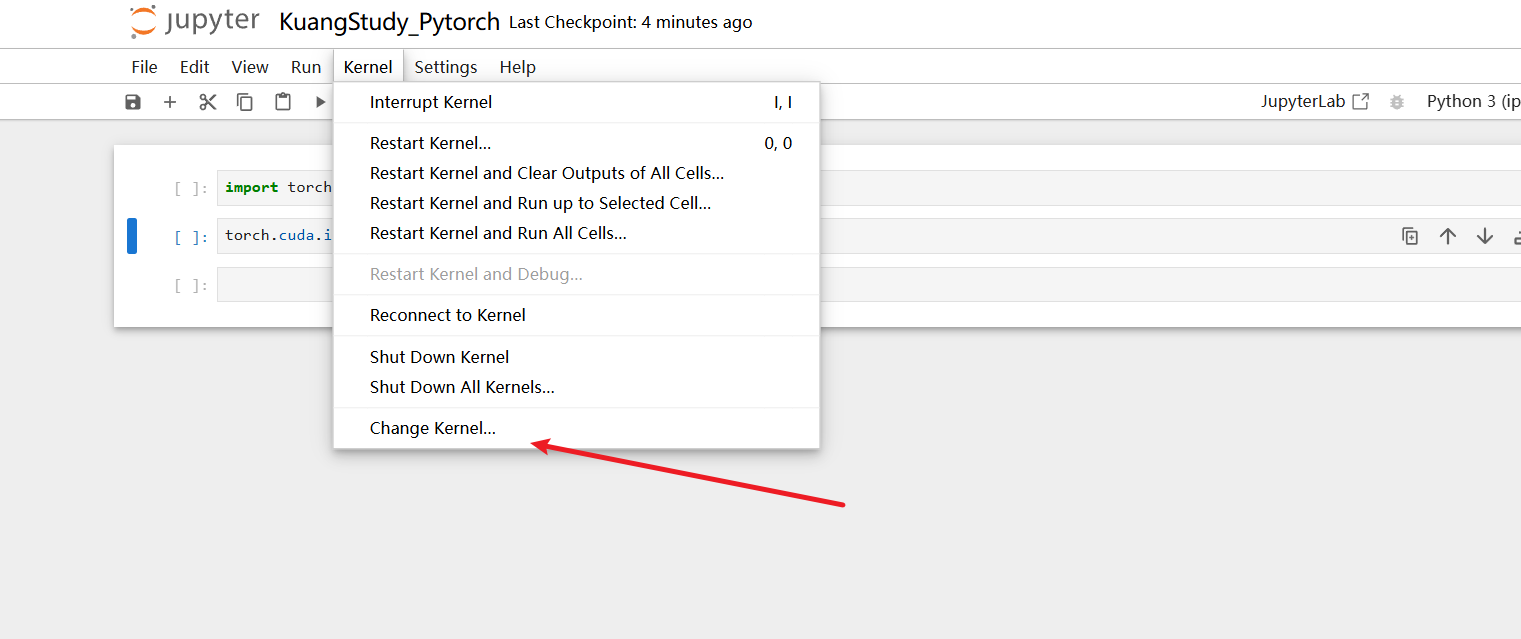 jupyter KuangStudy_Pytorch Last Checkpoint: 4 minutes ago
File Edit View Run Kernel Settings Help
JupyterLab Python 3 (ip
Interrupt Kernel I, I
Restart Kernel... 0, 0
Restart Kernel and Clear Outputs of All Cells...
[ ]: import torch
Restart Kernel and Run up to Selected Cell...
[ ]: torch.cuda.i
Restart Kernel and Run All Cells...
Restart Kernel and Debug...
[ ]:
Reconnect to Kernel
Shut Down Kernel
Shut Down All Kernels...
Change Kernel...